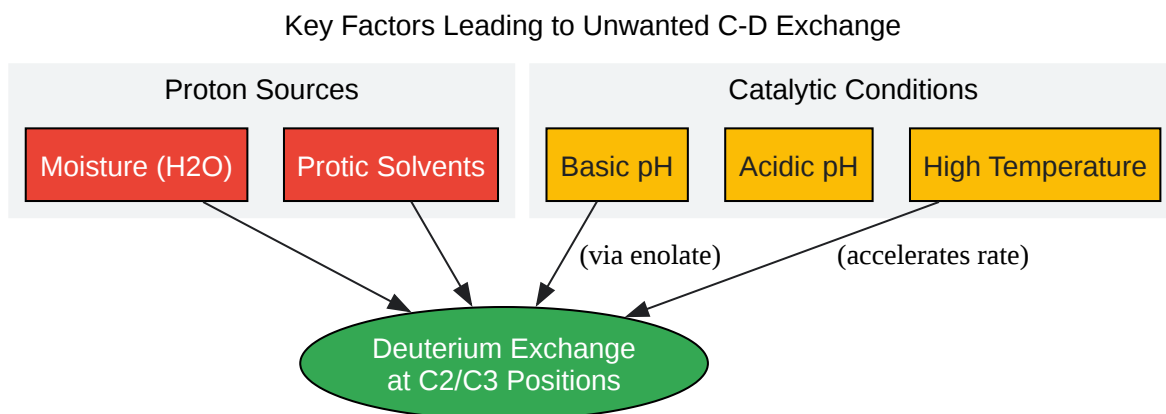 Key Factors Leading to Unwanted C-D Exchange
Proton Sources
Catalytic Conditions
Moisture (H2O)
Protic Solvents
Basic pH
Acidic pH
High Temperature
(via enolate)
(accelerates rate)
Deuterium Exchange
at C2/C3 Positions